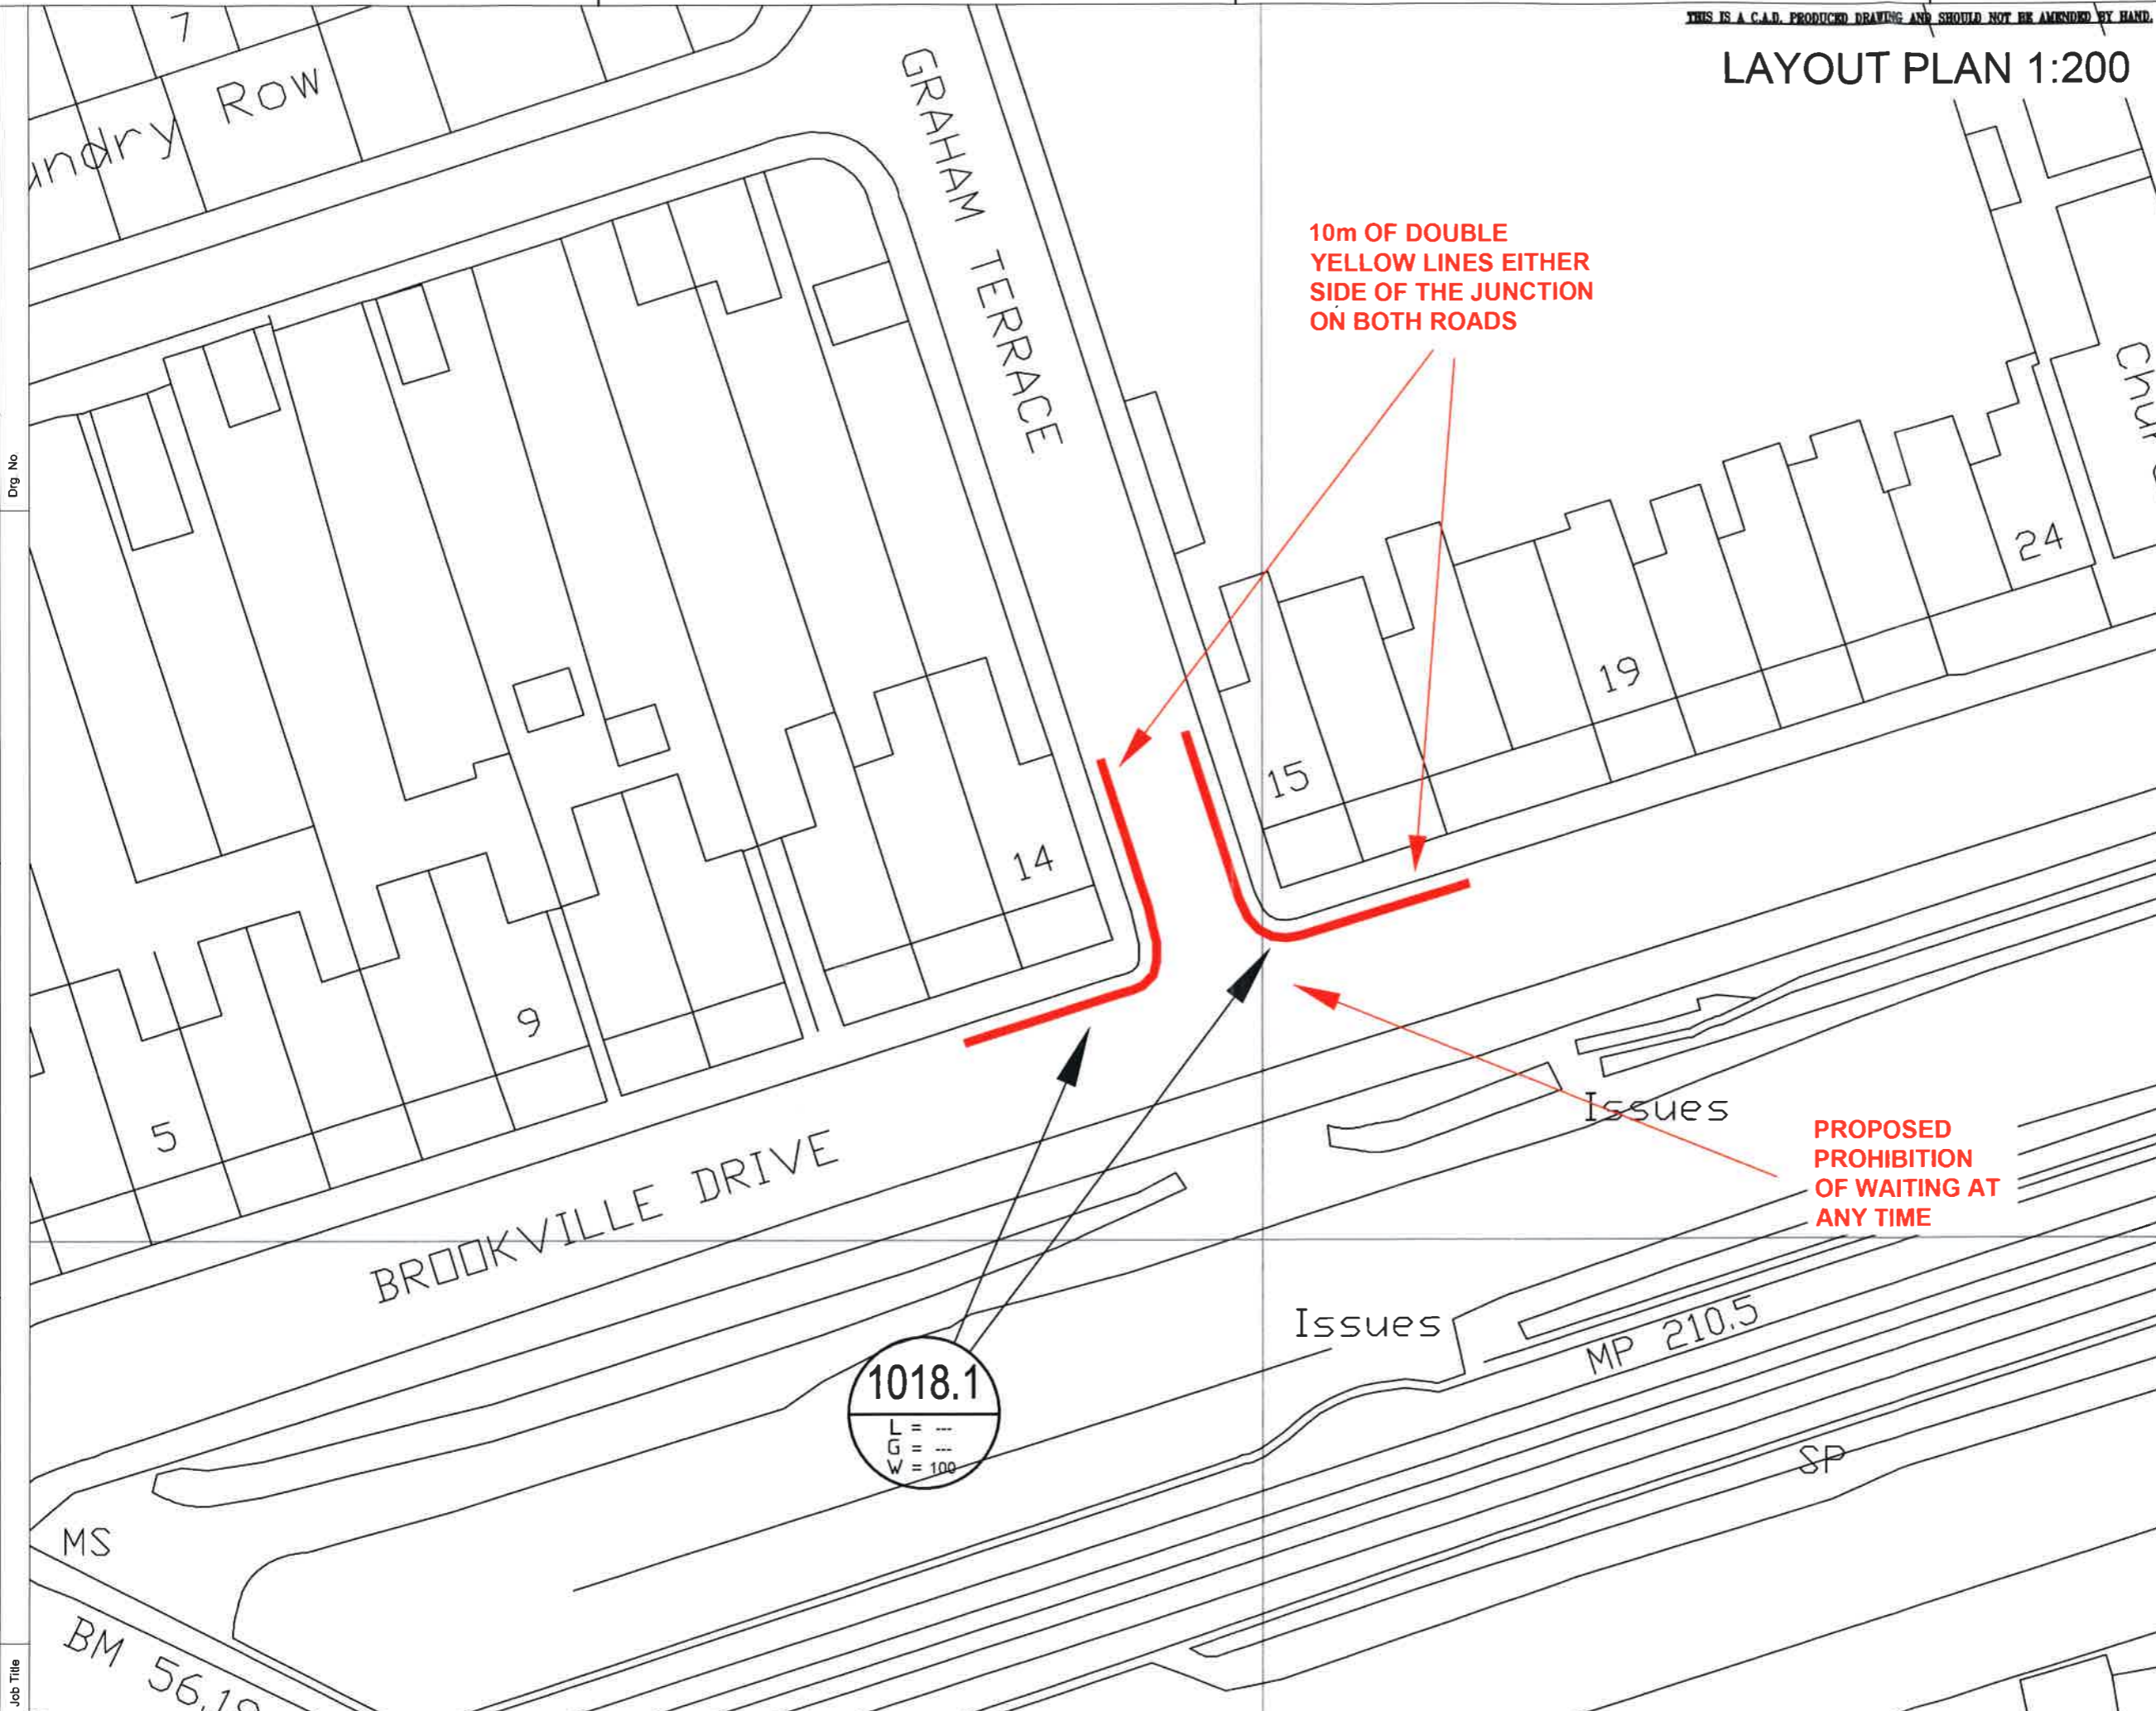 THIS IS A C.A.D. PRODUCED DRAWING AND SHOULD NOT BE AMENDED BY HAND.
LAYOUT PLAN 1:200
7
Row
GRAHAM TERRACE
10m OF DOUBLE
YELLOW LINES EITHER
SIDE OF THE JUNCTION
ON BOTH ROADS
Drg. No.
24
19
15
14
9
5
Issues
PROPOSED
PROHIBITION
OF WAITING AT
ANY TIME
BROOKVILLE DRIVE
Issues
MP 210.5
1018.1
L = ---
G = ---
W = 100
SP
MS
BM
Job Title